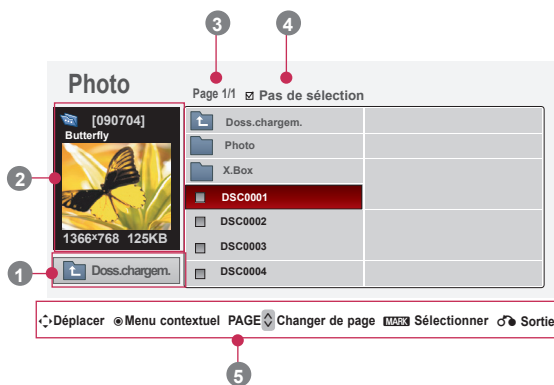 3 4
Photo
Page 1/1 Pas de sélection
[090704]
Butterfly
1366x768 125KB
Doss.chargem.
Doss.chargem.
Photo
X.Box
DSC0001
DSC0002
DSC0003
DSC0004
2
1
Déplacer Menu contextuel PAGE Changer de page MARK Sélectionner Sortie
5